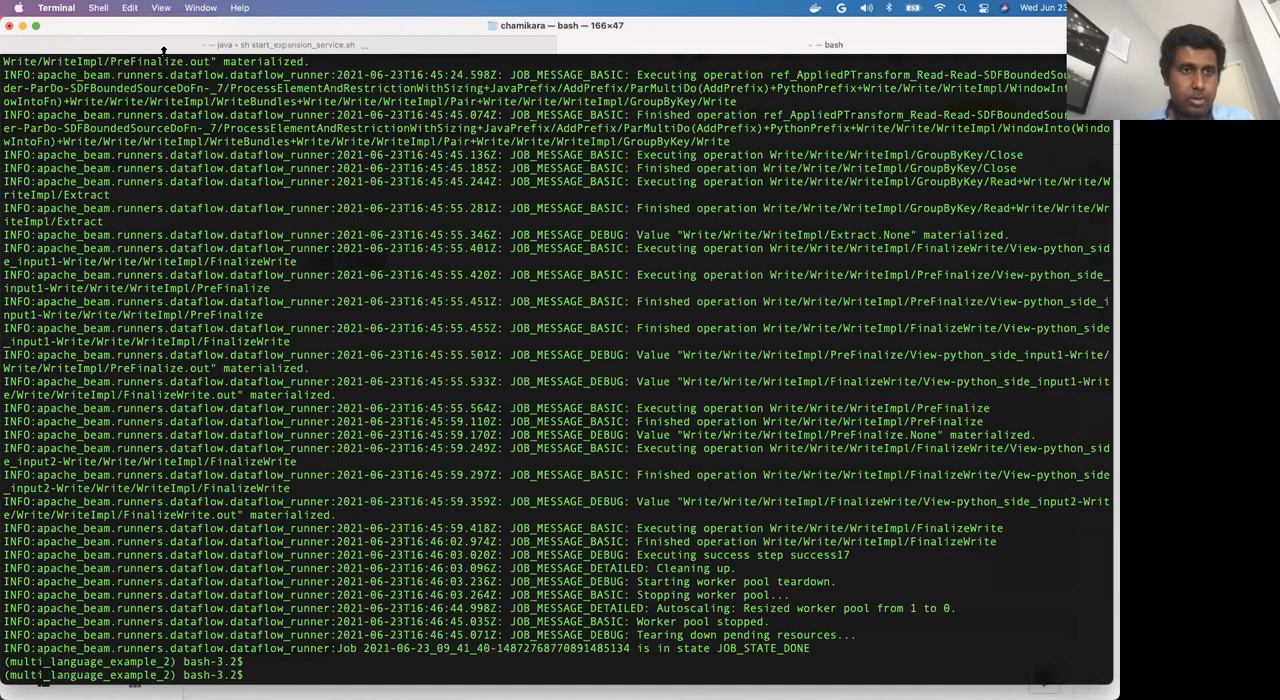 Terminal Shell Edit View Window Help Wed Jun 23
chamikara — bash — 166×47
~ — java • sh start_expansion_service.sh ... ~ — bash
Write/WriteImpl/PreFinalize.out" materialized.
INFO:apache_beam.runners.dataflow.dataflow_runner:2021-06-23T16:45:24.598Z: JOB_MESSAGE_BASIC: Executing operation ref_AppliedPTransform_Read-Read-SDFBoundedSou
der-ParDo-SDFBoundedSourceDoFn-_7/ProcessElementAndRestrictionWithSizing+JavaPrefix/AddPrefix/ParMultiDo(AddPrefix)+PythonPrefix+Write/Write/WriteImpl/WindowInt
dowIntoFn)+Write/Write/WriteImpl/WriteBundles+Write/Write/WriteImpl/Pair+Write/Write/WriteImpl/GroupByKey/Write
INFO:apache_beam.runners.dataflow.dataflow_runner:2021-06-23T16:45:45.074Z: JOB_MESSAGE_BASIC: Finished operation ref_AppliedPTransform_Read-Read-SDFBoundedSour
er-ParDo-SDFBoundedSourceDoFn-_7/ProcessElementAndRestrictionWithSizing+JavaPrefix/AddPrefix/ParMultiDo(AddPrefix)+PythonPrefix+Write/Write/WriteImpl/WindowInto(Windo
wIntoFn)+Write/Write/WriteImpl/WriteBundles+Write/Write/WriteImpl/Pair+Write/Write/WriteImpl/GroupByKey/Write
INFO:apache_beam.runners.dataflow.dataflow_runner:2021-06-23T16:45:45.136Z: JOB_MESSAGE_BASIC: Executing operation Write/Write/WriteImpl/GroupByKey/Close
INFO:apache_beam.runners.dataflow.dataflow_runner:2021-06-23T16:45:45.185Z: JOB_MESSAGE_BASIC: Finished operation Write/Write/WriteImpl/GroupByKey/Close
INFO:apache_beam.runners.dataflow.dataflow_runner:2021-06-23T16:45:45.244Z: JOB_MESSAGE_BASIC: Executing operation Write/Write/WriteImpl/GroupByKey/Read+Write/Write/W
riteImpl/Extract
INFO:apache_beam.runners.dataflow.dataflow_runner:2021-06-23T16:45:55.281Z: JOB_MESSAGE_BASIC: Finished operation Write/Write/WriteImpl/GroupByKey/Read+Write/Write/Wr
iteImpl/Extract
INFO:apache_beam.runners.dataflow.dataflow_runner:2021-06-23T16:45:55.346Z: JOB_MESSAGE_DEBUG: Value "Write/Write/WriteImpl/Extract.None" materialized.
INFO:apache_beam.runners.dataflow.dataflow_runner:2021-06-23T16:45:55.401Z: JOB_MESSAGE_BASIC: Executing operation Write/Write/WriteImpl/FinalizeWrite/View-python_sid
e_input1-Write/Write/WriteImpl/FinalizeWrite
INFO:apache_beam.runners.dataflow.dataflow_runner:2021-06-23T16:45:55.420Z: JOB_MESSAGE_BASIC: Executing operation Write/Write/WriteImpl/PreFinalize/View-python_side_
input1-Write/Write/WriteImpl/PreFinalize
INFO:apache_beam.runners.dataflow.dataflow_runner:2021-06-23T16:45:55.451Z: JOB_MESSAGE_BASIC: Finished operation Write/Write/WriteImpl/PreFinalize/View-python_side_i
nput1-Write/Write/WriteImpl/PreFinalize
INFO:apache_beam.runners.dataflow.dataflow_runner:2021-06-23T16:45:55.455Z: JOB_MESSAGE_BASIC: Finished operation Write/Write/WriteImpl/FinalizeWrite/View-python_side
_input1-Write/Write/WriteImpl/FinalizeWrite
INFO:apache_beam.runners.dataflow.dataflow_runner:2021-06-23T16:45:55.501Z: JOB_MESSAGE_DEBUG: Value "Write/Write/WriteImpl/PreFinalize/View-python_side_input1-Write/
Write/WriteImpl/PreFinalize.out" materialized.
INFO:apache_beam.runners.dataflow.dataflow_runner:2021-06-23T16:45:55.533Z: JOB_MESSAGE_DEBUG: Value "Write/Write/WriteImpl/FinalizeWrite/View-python_side_input1-Writ
e/Write/WriteImpl/FinalizeWrite.out" materialized.
INFO:apache_beam.runners.dataflow.dataflow_runner:2021-06-23T16:45:55.564Z: JOB_MESSAGE_BASIC: Executing operation Write/Write/WriteImpl/PreFinalize
INFO:apache_beam.runners.dataflow.dataflow_runner:2021-06-23T16:45:59.110Z: JOB_MESSAGE_BASIC: Finished operation Write/Write/WriteImpl/PreFinalize
INFO:apache_beam.runners.dataflow.dataflow_runner:2021-06-23T16:45:59.170Z: JOB_MESSAGE_DEBUG: Value "Write/Write/WriteImpl/PreFinalize.None" materialized.
INFO:apache_beam.runners.dataflow.dataflow_runner:2021-06-23T16:45:59.249Z: JOB_MESSAGE_BASIC: Executing operation Write/Write/WriteImpl/FinalizeWrite/View-python_sid
e_input2-Write/Write/WriteImpl/FinalizeWrite
INFO:apache_beam.runners.dataflow.dataflow_runner:2021-06-23T16:45:59.297Z: JOB_MESSAGE_BASIC: Finished operation Write/Write/WriteImpl/FinalizeWrite/View-python_side
_input2-Write/Write/WriteImpl/FinalizeWrite
INFO:apache_beam.runners.dataflow.dataflow_runner:2021-06-23T16:45:59.359Z: JOB_MESSAGE_DEBUG: Value "Write/Write/WriteImpl/FinalizeWrite/View-python_side_input2-Writ
e/Write/WriteImpl/FinalizeWrite.out" materialized.
INFO:apache_beam.runners.dataflow.dataflow_runner:2021-06-23T16:45:59.418Z: JOB_MESSAGE_BASIC: Executing operation Write/Write/WriteImpl/FinalizeWrite
INFO:apache_beam.runners.dataflow.dataflow_runner:2021-06-23T16:46:02.974Z: JOB_MESSAGE_BASIC: Finished operation Write/Write/WriteImpl/FinalizeWrite
INFO:apache_beam.runners.dataflow.dataflow_runner:2021-06-23T16:46:03.020Z: JOB_MESSAGE_DEBUG: Executing success step success17
INFO:apache_beam.runners.dataflow.dataflow_runner:2021-06-23T16:46:03.096Z: JOB_MESSAGE_DETAILED: Cleaning up.
INFO:apache_beam.runners.dataflow.dataflow_runner:2021-06-23T16:46:03.236Z: JOB_MESSAGE_DEBUG: Starting worker pool teardown.
INFO:apache_beam.runners.dataflow.dataflow_runner:2021-06-23T16:46:03.264Z: JOB_MESSAGE_BASIC: Stopping worker pool...
INFO:apache_beam.runners.dataflow.dataflow_runner:2021-06-23T16:46:44.998Z: JOB_MESSAGE_DETAILED: Autoscaling: Resized worker pool from 1 to 0.
INFO:apache_beam.runners.dataflow.dataflow_runner:2021-06-23T16:46:45.035Z: JOB_MESSAGE_BASIC: Worker pool stopped.
INFO:apache_beam.runners.dataflow.dataflow_runner:2021-06-23T16:46:45.071Z: JOB_MESSAGE_DEBUG: Tearing down pending resources...
INFO:apache_beam.runners.dataflow.dataflow_runner:Job 2021-06-23_09_41_40-14872768770891485134 is in state JOB_STATE_DONE
(multi_language_example_2) bash-3.2$
(multi_language_example_2) bash-3.2$